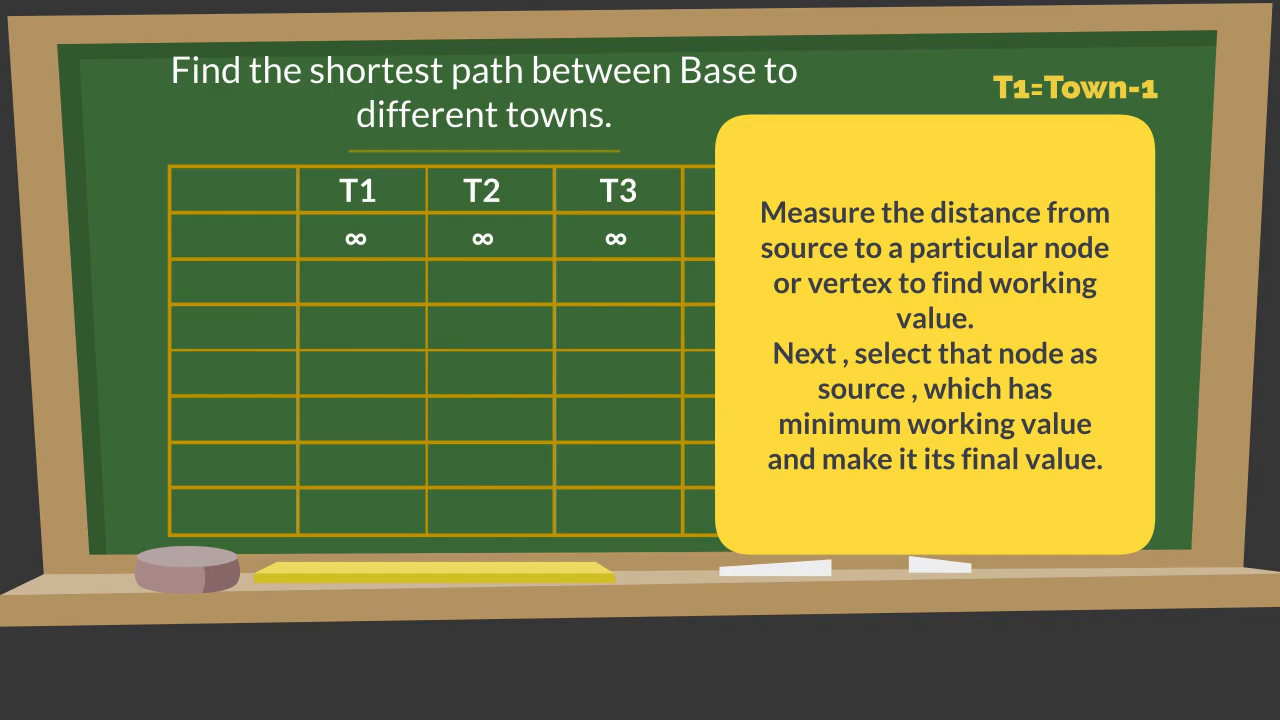 Find the shortest path between Base to
different towns.
T1=Town-1
T1 T2 T3
∞ ∞ ∞
Measure the distance from
source to a particular node
or vertex to find working
value.
Next , select that node as
source , which has
minimum working value
and make it its final value.